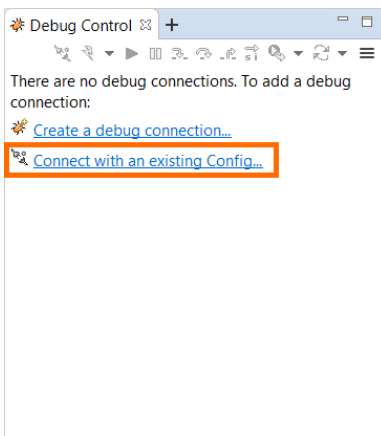 Debug Control
There are no debug connections. To add a debug
connection:
Create a debug connection...
Connect with an existing Config...